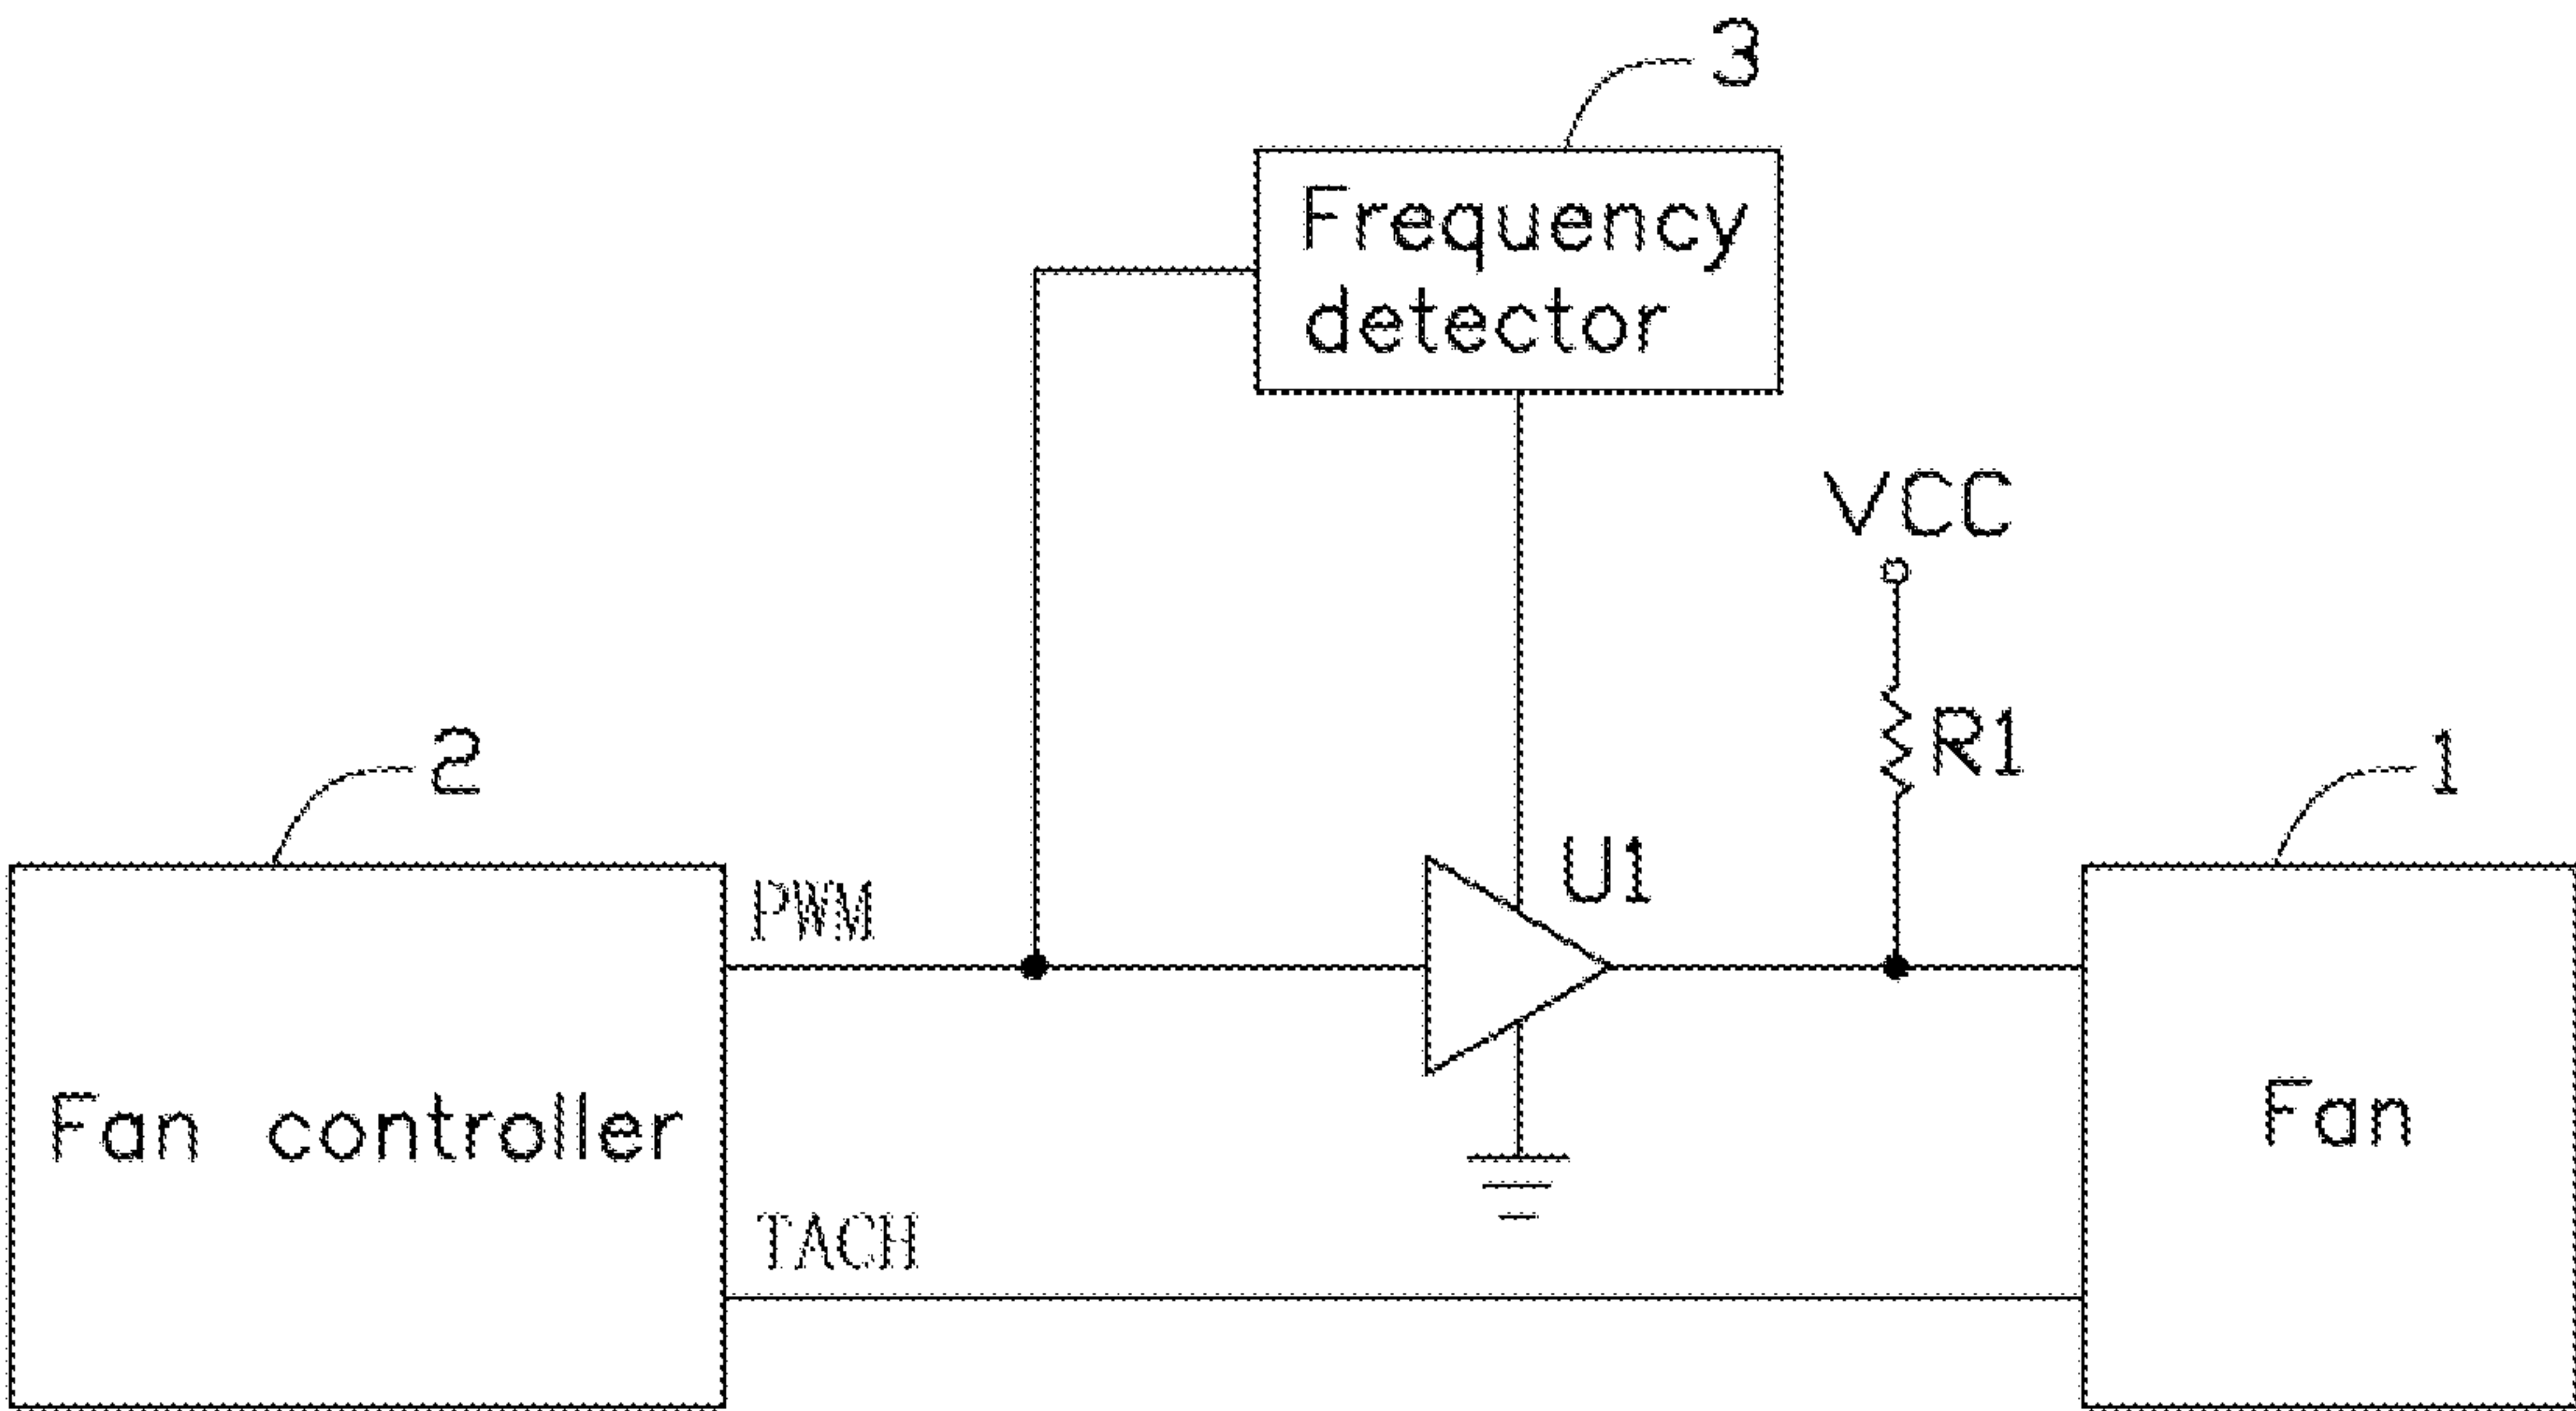 3
Frequency
detector
VCC
R1
2
1
U1
PWM
Fan controller
Fan
TACH